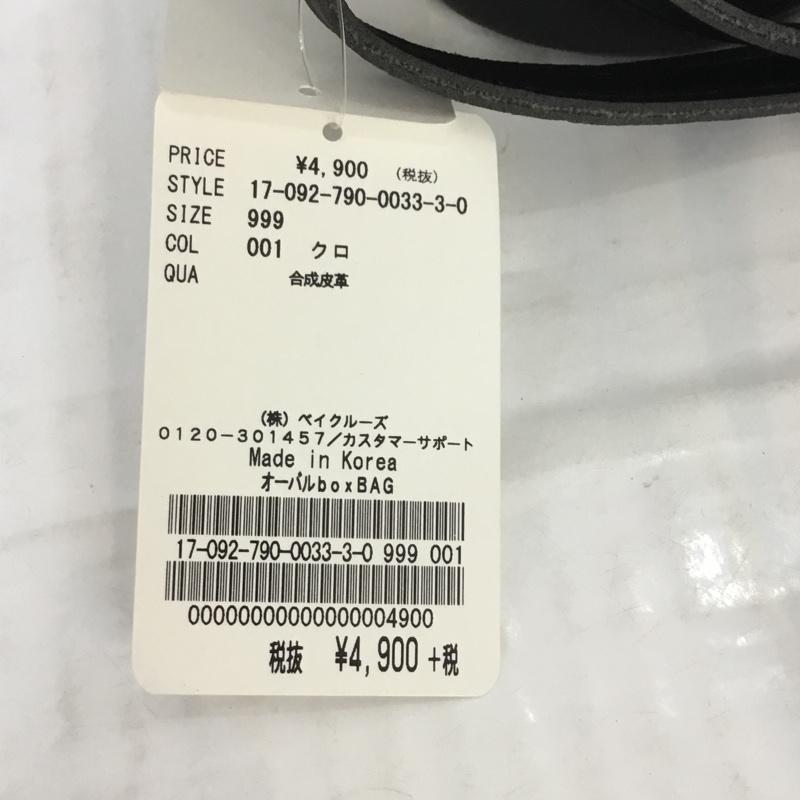 PRICE ¥4,900 (税抜)
STYLE 17-092-790-0033-3-0
SIZE 999
COL 001 クロ
QUA 合成皮革
(株) ベイクルーズ
0120-301457/カスタマーサポート
Made in Korea
オーバルboxBAG
17-092-790-0033-3-0 999 001
00000000000000004900
税抜 ¥4,900 +税